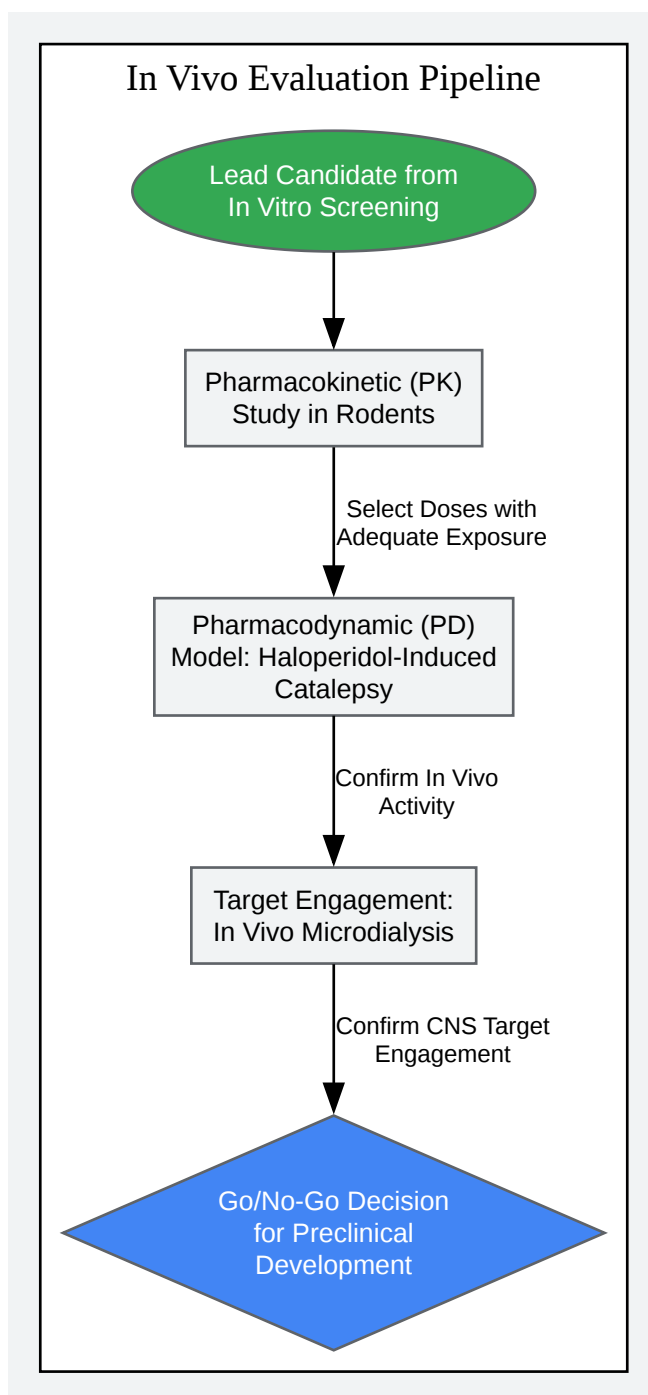 In Vivo Evaluation Pipeline
Lead Candidate from
In Vitro Screening
Pharmacokinetic (PK)
Study in Rodents
Select Doses with
Adequate Exposure
Pharmacodynamic (PD)
Model: Haloperidol-Induced
Catalepsy
Confirm In Vivo
Activity
Target Engagement:
In Vivo Microdialysis
Confirm CNS Target
Engagement
Go/No-Go Decision
for Preclinical
Development